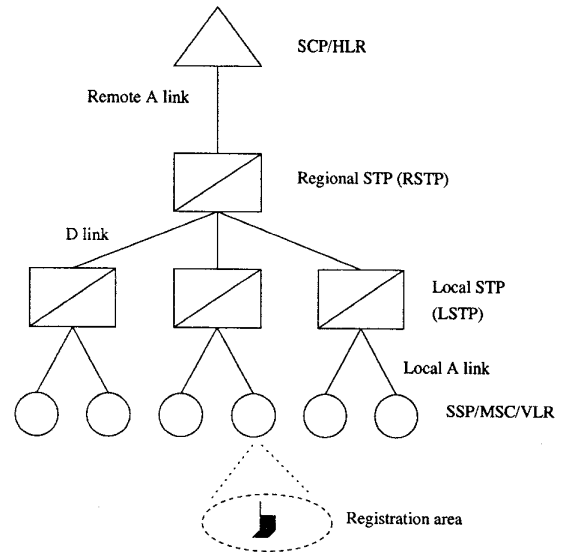 SCP/HLR
Remote A link
Regional STP (RSTP)
D link
Local STP
(LSTP)
Local A link
SSP/MSC/VLR
Registration area